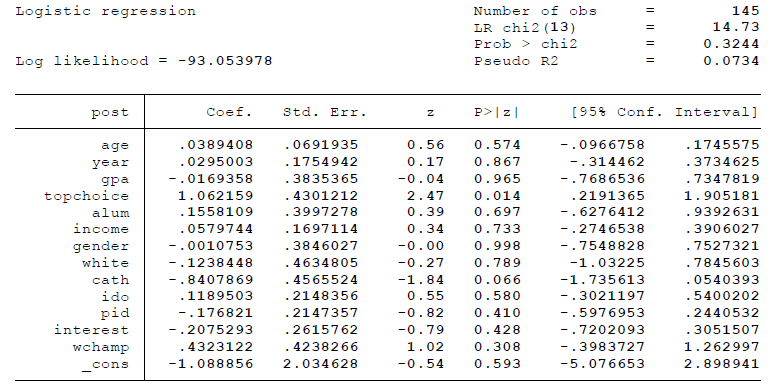 Logistic regression Number of obs = 145
LR chi2(13) = 14.73
Prob > chi2 = 0.3244
Log likelihood = -93.053978 Pseudo R2 = 0.0734
post Coef. Std. Err. z P>|z| [95% Conf. Interval]
age .0389408 .0691935 0.56 0.574 -.0966758 .1745575
year .0295003 .1754942 0.17 0.867 -.314462 .3734625
gpa -.0169358 .3835365 -0.04 0.965 -.7686536 .7347819
topchoice 1.062159 .4301212 2.47 0.014 .2191365 1.905181
alum .1558109 .3997278 0.39 0.697 -.6276412 .9392631
income .0579744 .1697114 0.34 0.733 -.2746538 .3906027
gender -.0010753 .3846027 -0.00 0.998 -.7548828 .7527321
white -.1238448 .4634805 -0.27 0.789 -1.03225 .7845603
cath -.8407869 .4565524 -1.84 0.066 -1.735613 .0540393
ido .1189503 .2148356 0.55 0.580 -.3021197 .5400202
pid -.176821 .2147357 -0.82 0.410 -.5976953 .2440532
interest -.2075293 .2615762 -0.79 0.428 -.7202093 .3051507
wchamp .4323122 .4238266 1.02 0.308 -.3983727 1.262997
_cons -1.088856 2.034628 -0.54 0.593 -5.076653 2.898941